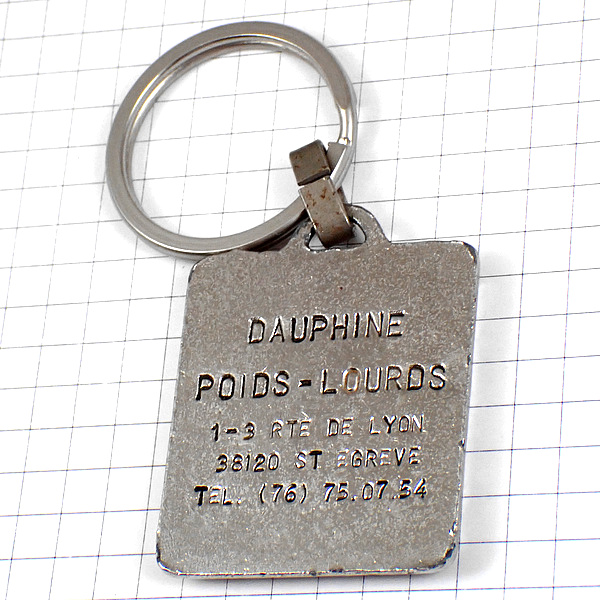 DAUPHINE
POIDS-LOURDS
1-3 RTE DE LYON
38120 ST EGREVE
TEL. (76) 75.07.54